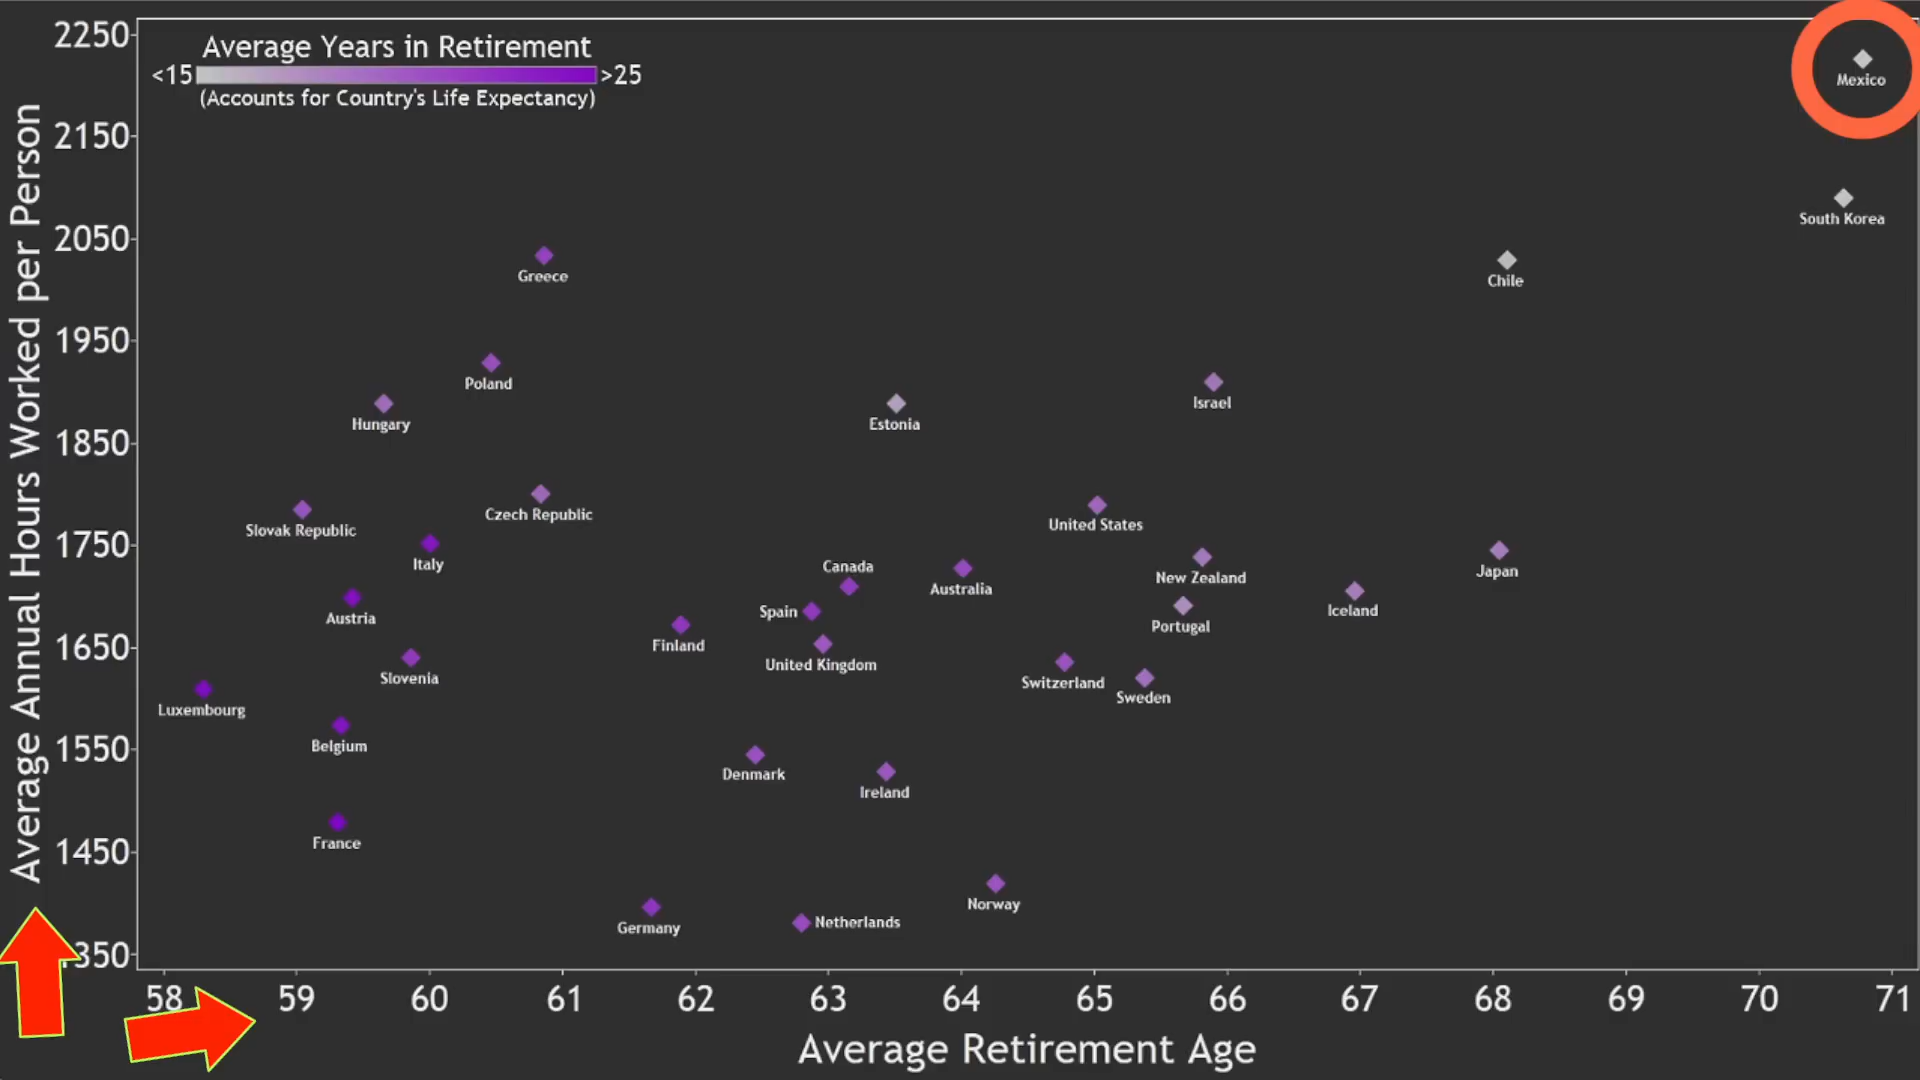 2250
2150
2050
1950
1850
1750
1650
1550
1450
350
Average Annual Hours Worked per Person
Average Years in Retirement
<15 >25
(Accounts for Country's Life Expectancy)
Mexico
South Korea
Greece
Chile
Poland
Israel
Hungary
Estonia
Czech Republic
Slovak Republic
United States
Italy
Canada
Japan
New Zealand
Australia
Spain
Iceland
Austria
Portugal
Finland
United Kingdom
Slovenia
Switzerland
Sweden
Luxembourg
Belgium
Denmark
Ireland
France
Norway
Netherlands
Germany
58 59 60 61 62 63 64 65 66 67 68 69 70 71
Average Retirement Age